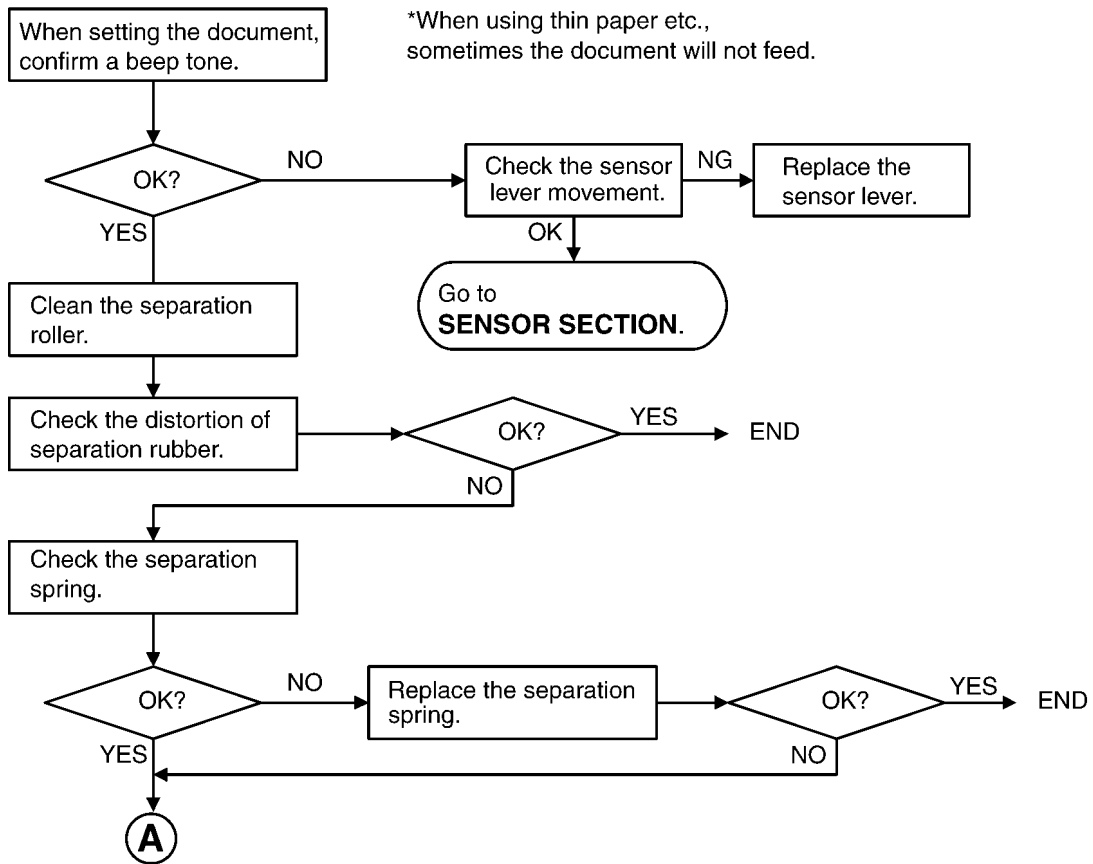 When setting the document,
confirm a beep tone.
*When using thin paper etc.,
sometimes the document will not feed.
OK?
NO
Check the sensor
lever movement.
NG
Replace the
sensor lever.
YES
OK
Go to
SENSOR SECTION.
Clean the separation
roller.
Check the distortion of
separation rubber.
OK?
YES
END
NO
Check the separation
spring.
OK?
NO
Replace the separation
spring.
OK?
YES
END
YES
NO
A